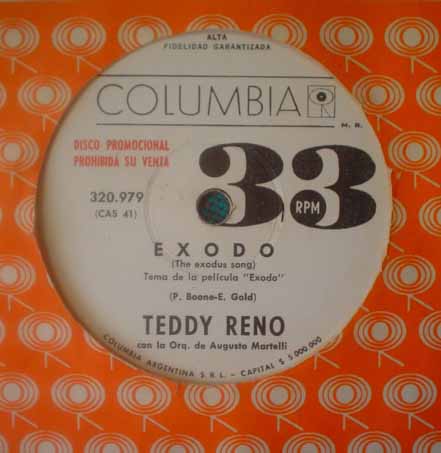 ALTA
FIDELIDAD GARANTIZADA
COLUMBIA
M. R.
DISCO PROMOCIONAL
PROHIBIDA SU VENTA
33
RPM
320.979
(CAS 41)
EXODO
(The exodus song)
Tema de la película "Exodo"
(P. Boone-E. Gold)
TEDDY RENO
con la Orq. de Augusto Martelli
COLUMBIA ARGENTINA S.R.L. - CAPITAL $ 5.000.000